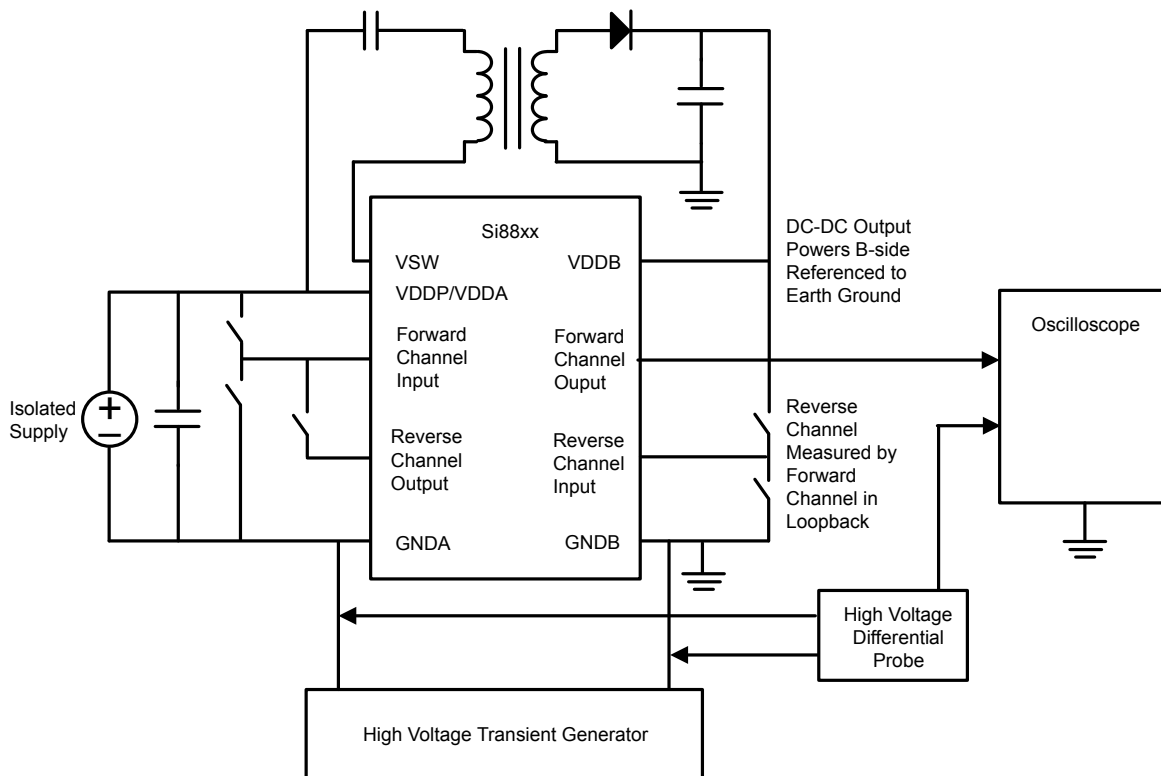 Si88xx
VSW
VDDB
VDDP/VDDA
Forward
Channel
Input
Forward
Channel
Ouput
Reverse
Channel
Output
Reverse
Channel
Input
GNDA
GNDB
Isolated
Supply
+
−
DC-DC Output
Powers B-side
Referenced to
Earth Ground
Oscilloscope
Reverse
Channel
Measured by
Forward
Channel in
Loopback
High Voltage
Differential
Probe
High Voltage Transient Generator